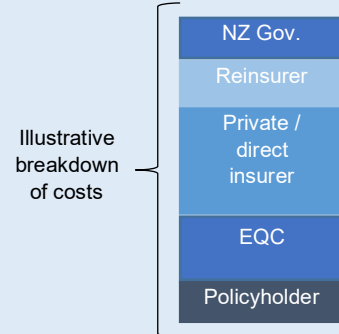 NZ Gov.
Reinsurer
Private /
direct
insurer
EQC
Policyholder
Illustrative
breakdown
of costs